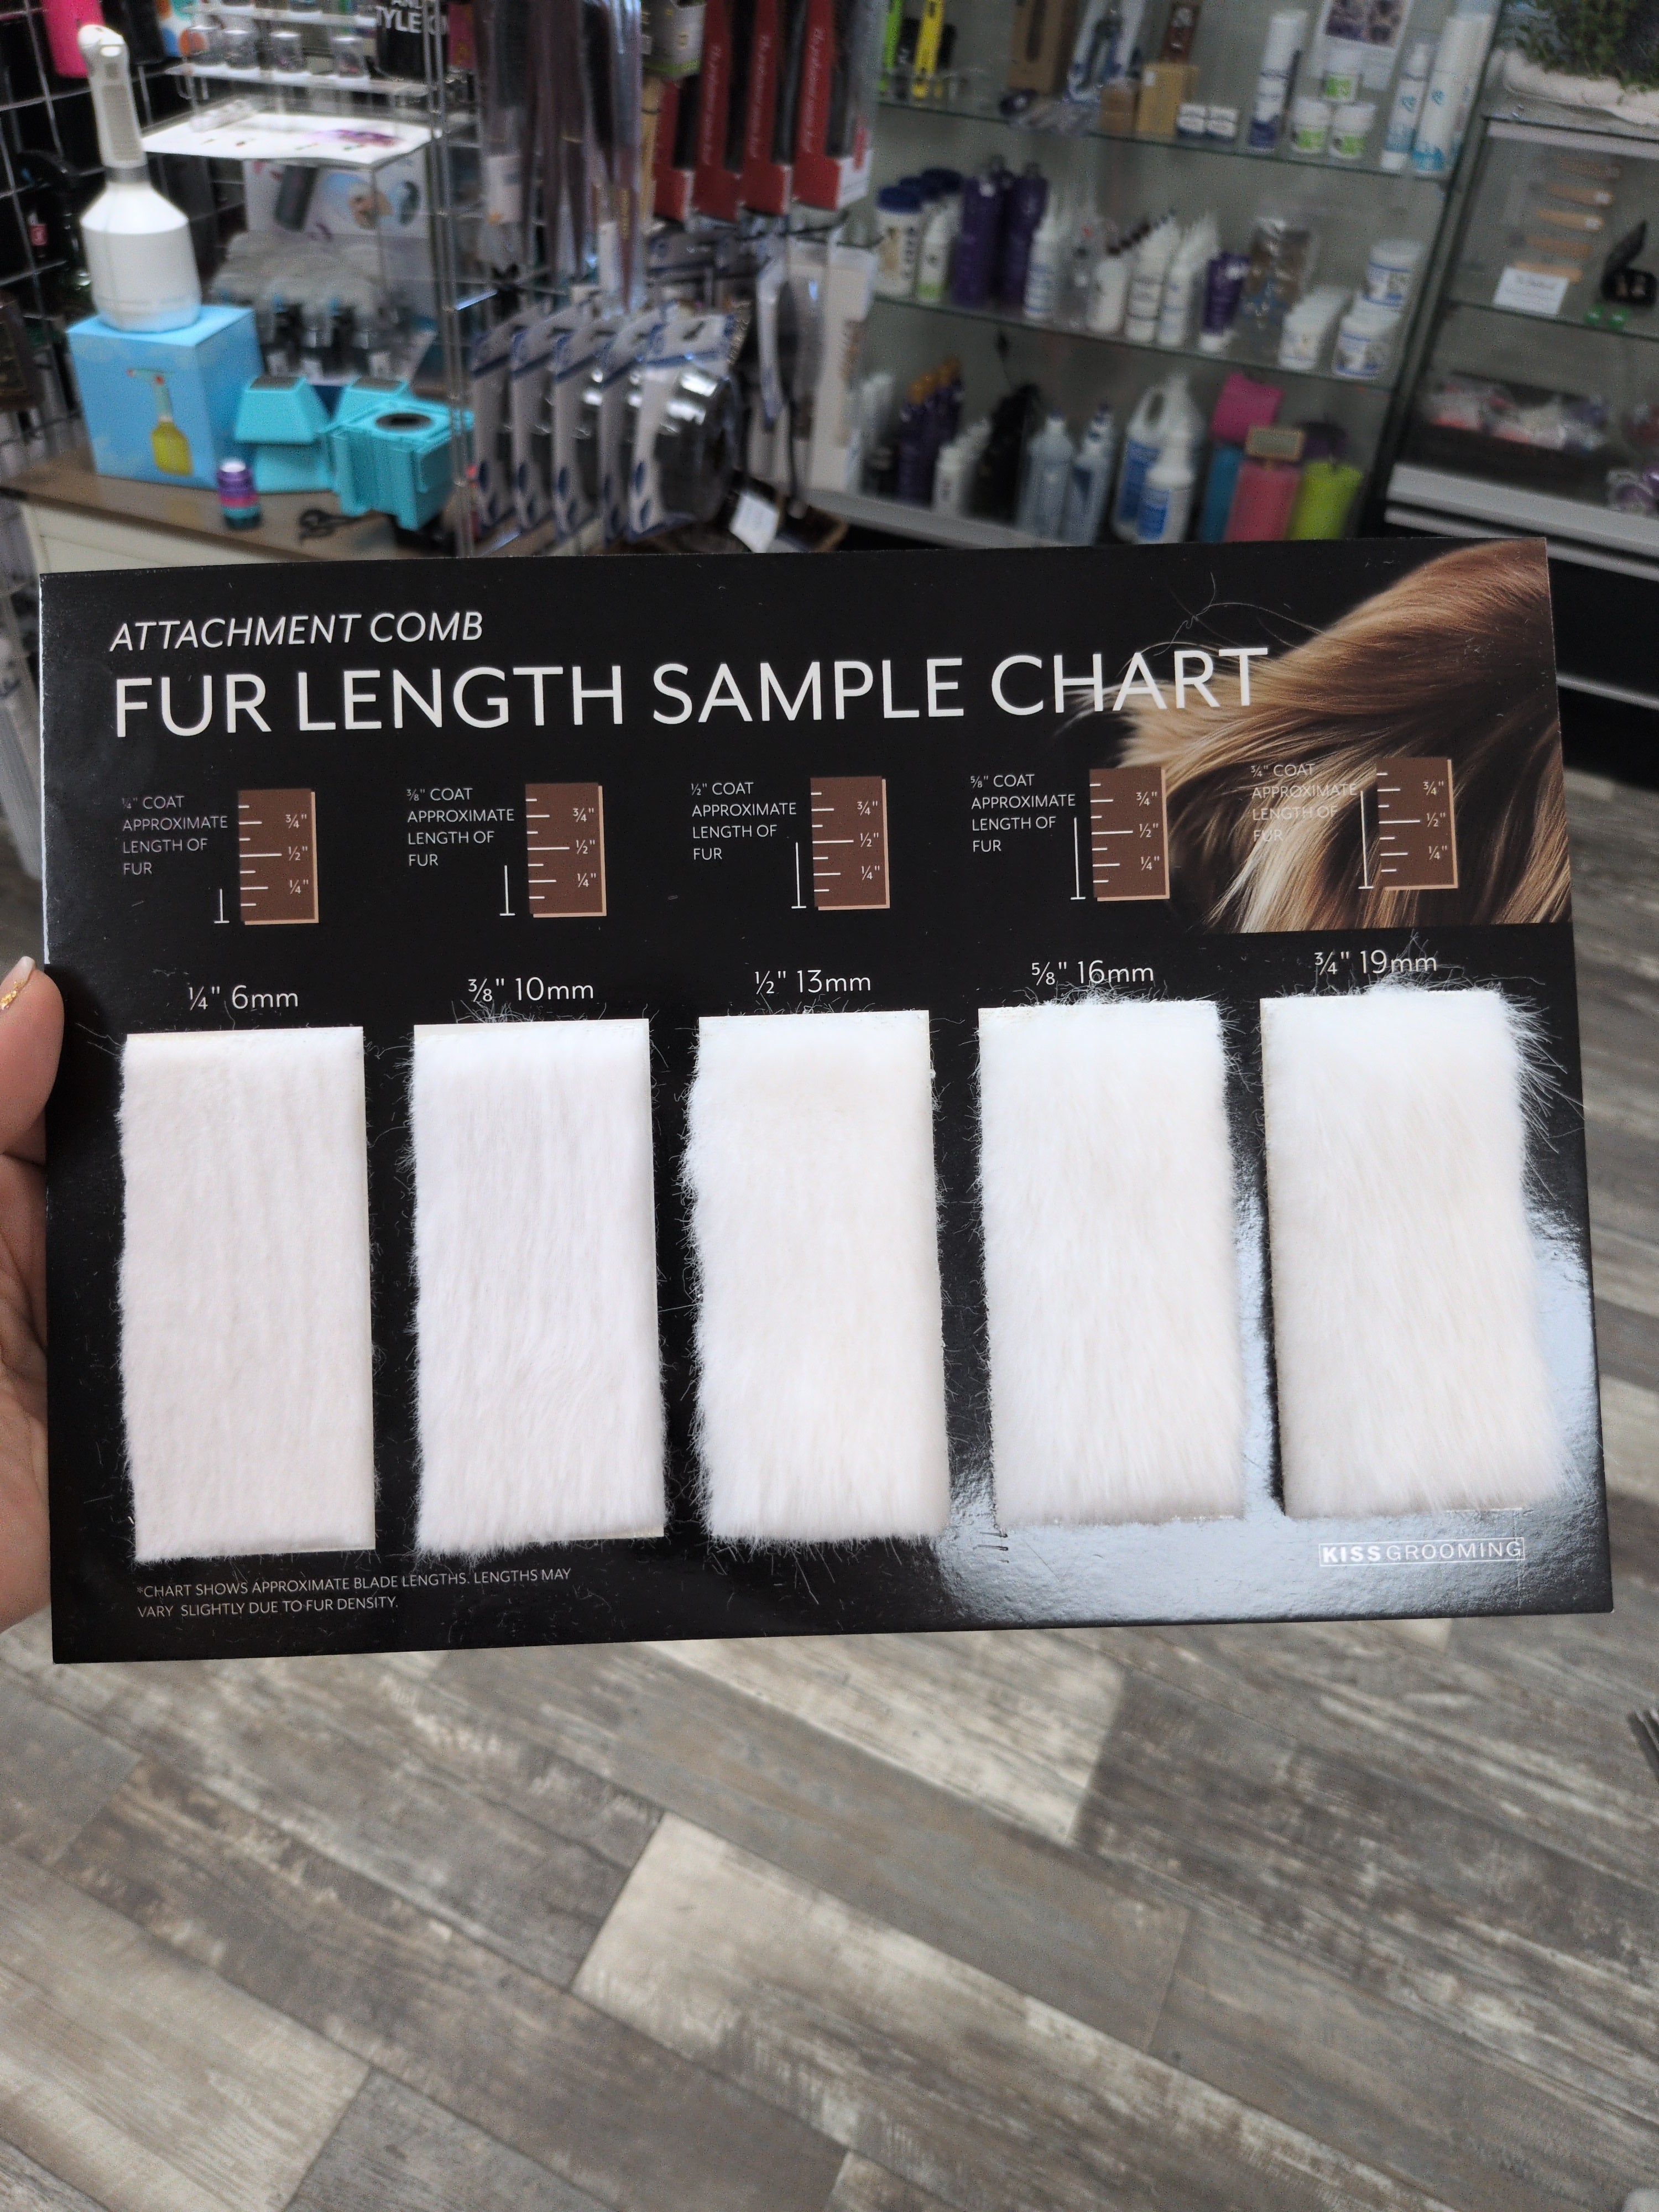 ATTACHMENT COMB
FUR LENGTH SAMPLE CHART
¼" COAT
APPROXIMATE
LENGTH OF
FUR
¾"
½"
¼"
⅜" COAT
APPROXIMATE
LENGTH OF
FUR
¾"
½"
¼"
½" COAT
APPROXIMATE
LENGTH OF
FUR
¾"
½"
¼"
⅝" COAT
APPROXIMATE
LENGTH OF
FUR
¾"
½"
¼"
¾" COAT
APPROXIMATE
LENGTH OF
FUR
¾"
½"
¼"
¼" 6mm
⅜" 10mm
½" 13mm
⅝" 16mm
¾" 19mm
KISSGROOMING
*CHART SHOWS APPROXIMATE BLADE LENGTHS. LENGTHS MAY
VARY SLIGHTLY DUE TO FUR DENSITY.